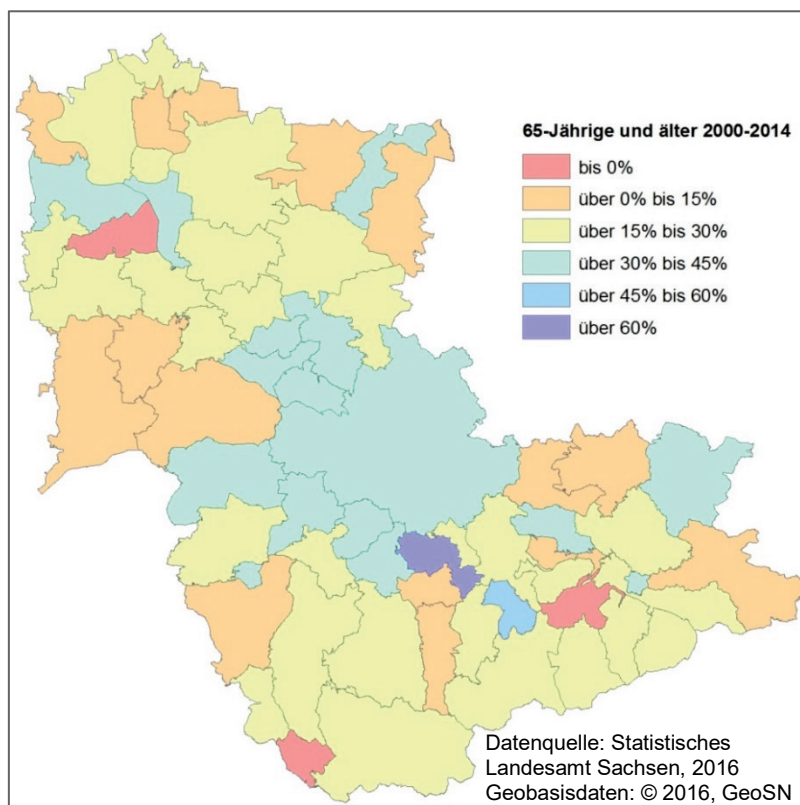 65-Jährige und älter 2000-2014
bis 0%
über 0% bis 15%
über 15% bis 30%
über 30% bis 45%
über 45% bis 60%
über 60%
Datenquelle: Statistisches
Landesamt Sachsen, 2016
Geobasisdaten: © 2016, GeoSN